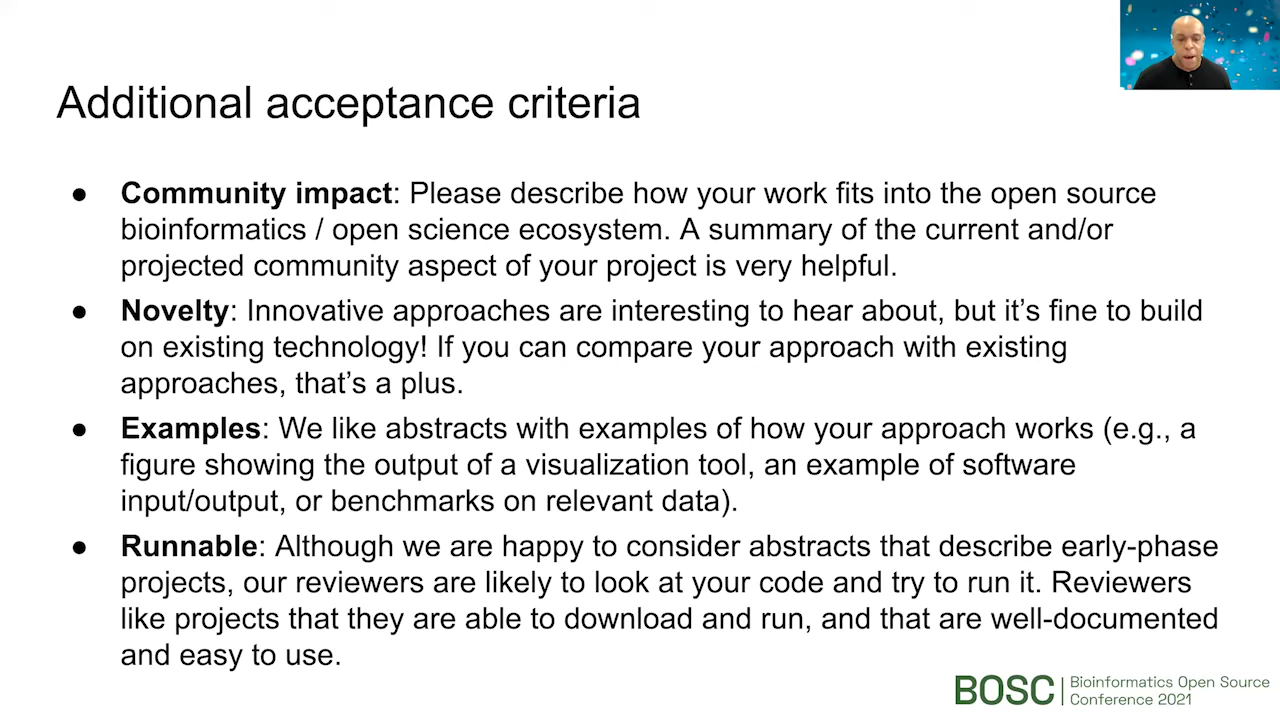 Additional acceptance criteria
● Community impact: Please describe how your work fits into the open source
bioinformatics / open science ecosystem. A summary of the current and/or
projected community aspect of your project is very helpful.
● Novelty: Innovative approaches are interesting to hear about, but it’s fine to build
on existing technology! If you can compare your approach with existing
approaches, that’s a plus.
● Examples: We like abstracts with examples of how your approach works (e.g., a
figure showing the output of a visualization tool, an example of software
input/output, or benchmarks on relevant data).
● Runnable: Although we are happy to consider abstracts that describe early-phase
projects, our reviewers are likely to look at your code and try to run it. Reviewers
like projects that they are able to download and run, and that are well-documented
and easy to use.
BOSC
Bioinformatics Open Source
Conference 2021